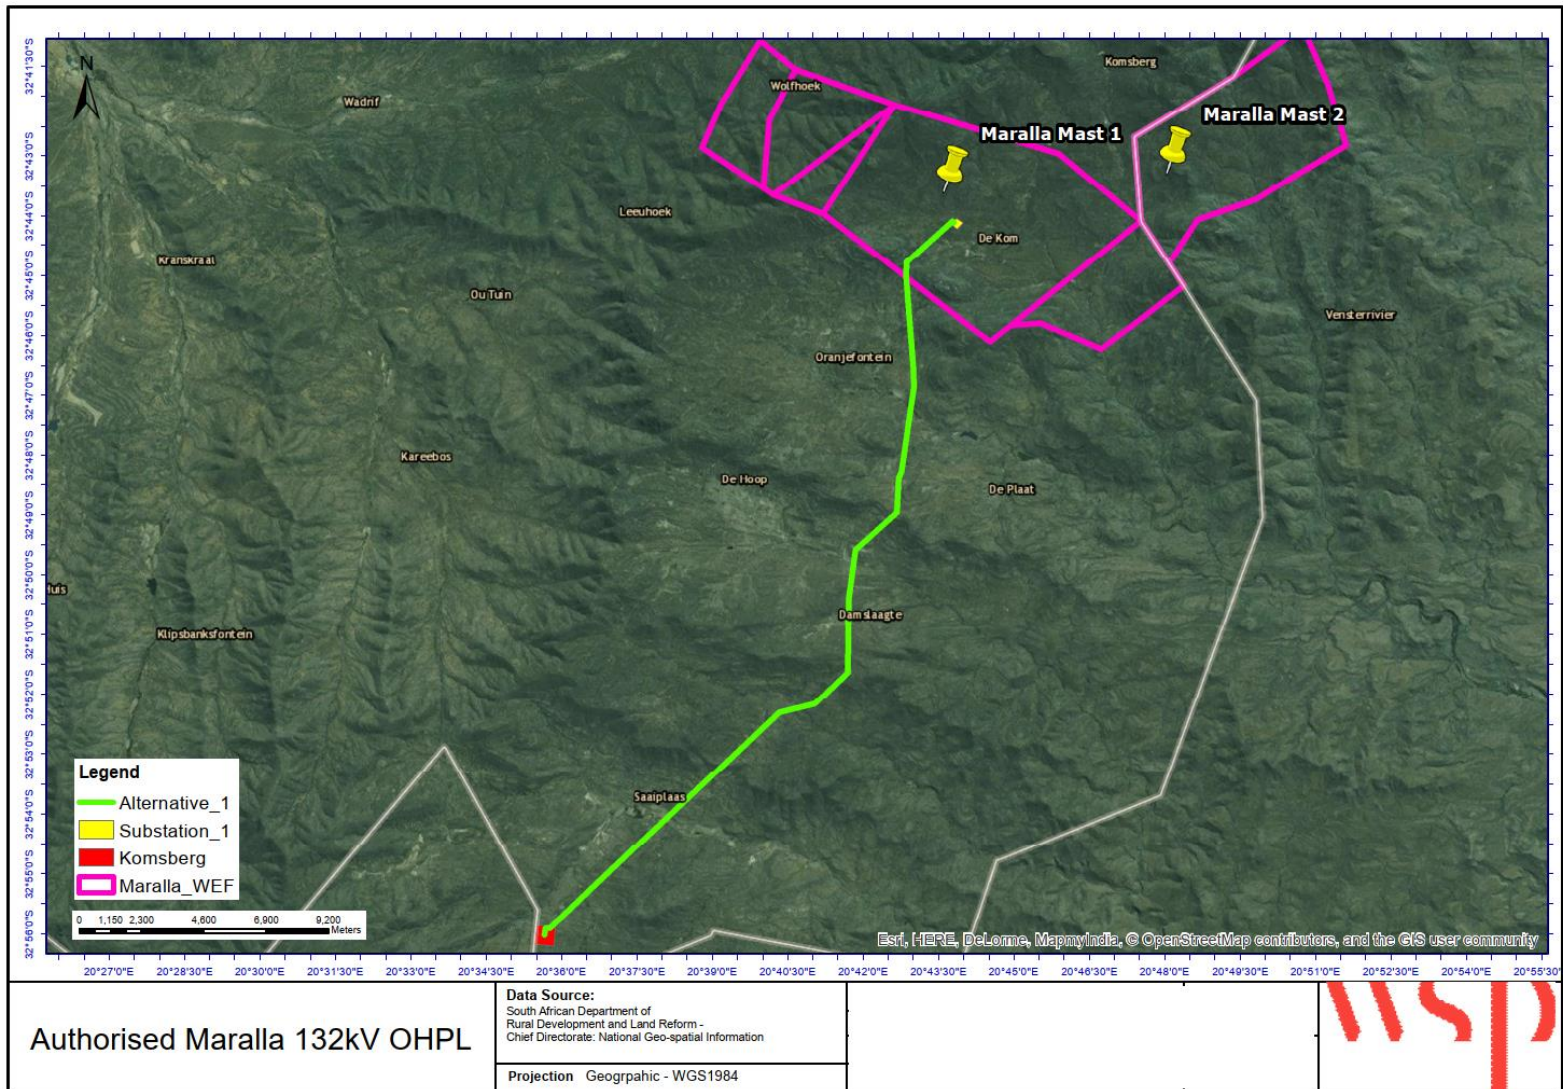 N
Komsberg
Wolfhoek
Wadrif
Maralla Mast 2
Maralla Mast 1
Leeuhoek
De Kom
Kranskraal
Ou Tuin
Vensterrivier
Oranjefontein
Kareebos
De Hoop
De Plaat
Huis
Damslaagte
Klipsbanksfontein
Saaiplaas
32°41'30"S
32°43'0"S
32°44'0"S
32°45'0"S
32°46'0"S
32°47'0"S
32°48'0"S
32°49'0"S
32°50'0"S
32°51'0"S
32°52'0"S
32°53'0"S
32°54'0"S
32°55'0"S
32°56'0"S
Legend
Alternative_1
Substation_1
Komsberg
Maralla_WEF
0 1,150 2,300 4,600 6,900 9,200
Meters
Esri, HERE, DeLorme, MapmyIndia, © OpenStreetMap contributors, and the GIS user community
20°27'0"E 20°28'30"E 20°30'0"E 20°31'30"E 20°33'0"E 20°34'30"E 20°36'0"E 20°37'30"E 20°39'0"E 20°40'30"E 20°42'0"E 20°43'30"E 20°45'0"E 20°46'30"E 20°48'0"E 20°49'30"E 20°51'0"E 20°52'30"E 20°54'0"E 20°55'30"
Authorised Maralla 132kV OHPL
Data Source:
South African Department of
Rural Development and Land Reform -
Chief Directorate: National Geo-spatial Information
Projection Geogrpahic - WGS1984
wsp